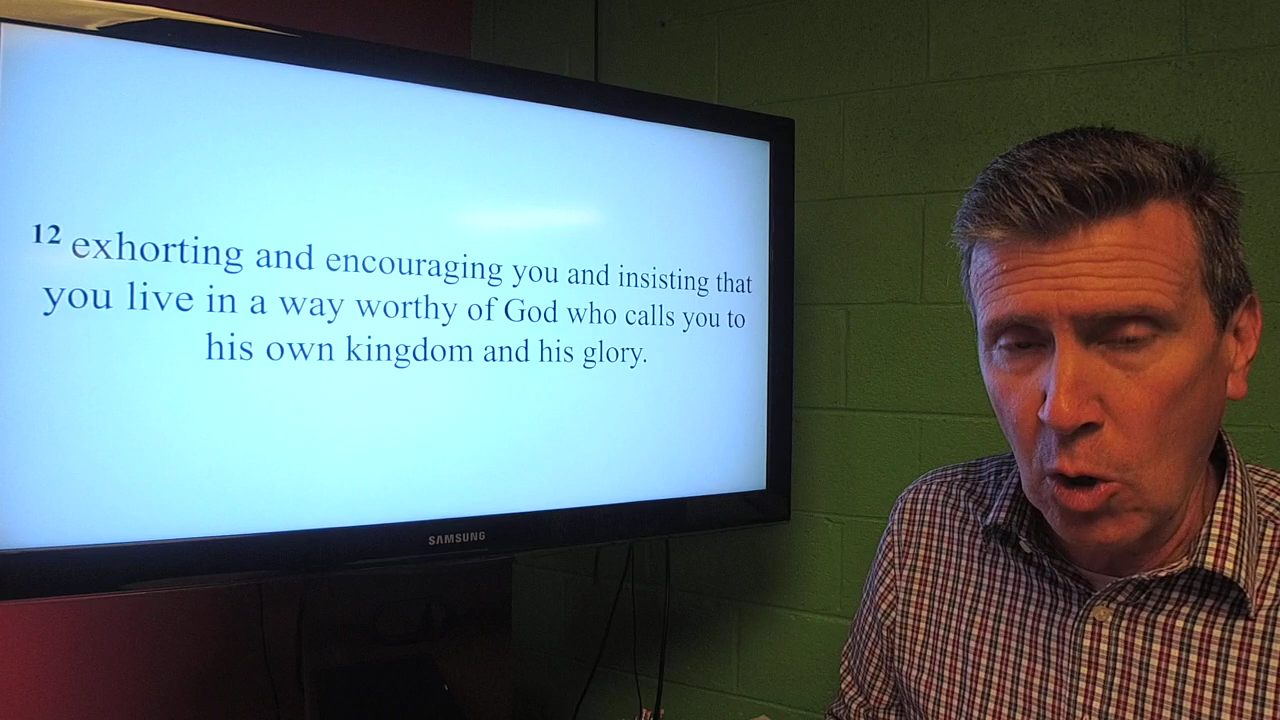 12 exhorting and encouraging you and insisting that
you live in a way worthy of God who calls you to
his own kingdom and his glory.
SAMSUNG